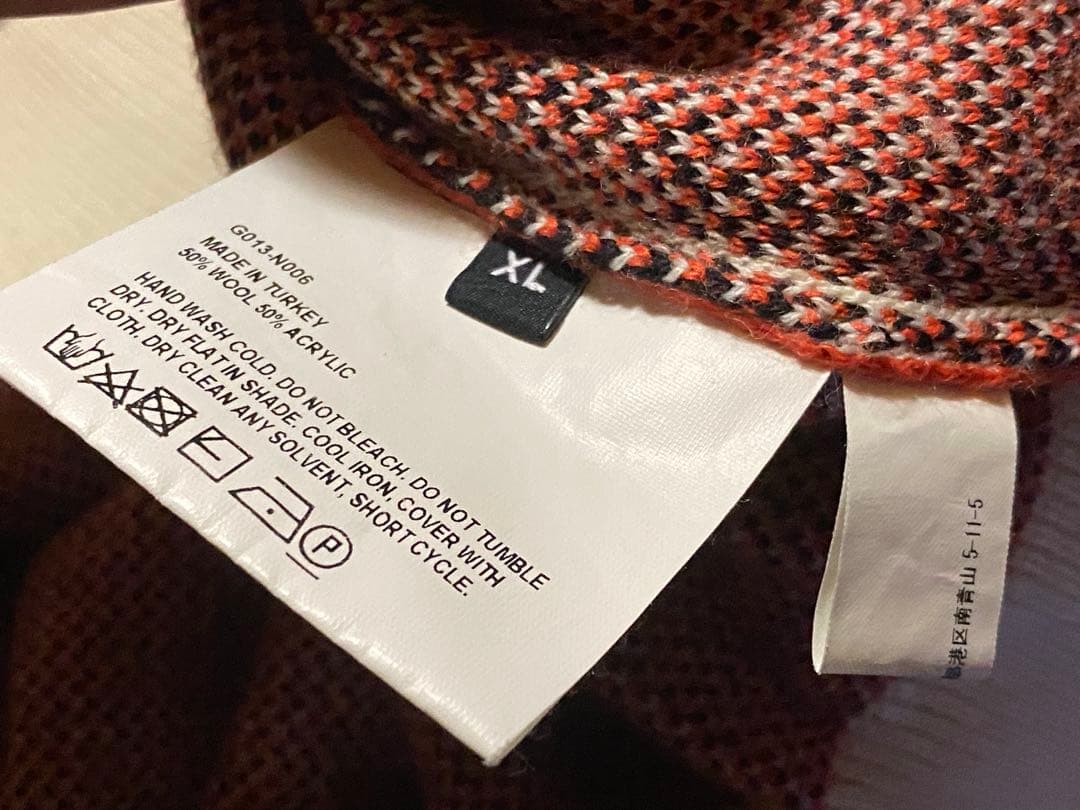 G013-N006
MADE IN TURKEY
50% WOOL 50% ACRYLIC
HAND WASH COLD. DO NOT BLEACH. DO NOT TUMBLE
DRY. DRY FLAT IN SHADE. COOL IRON, COVER WITH
CLOTH. DRY CLEAN ANY SOLVENT, SHORT CYCLE.
P
XL
港区南青山 5-11-5